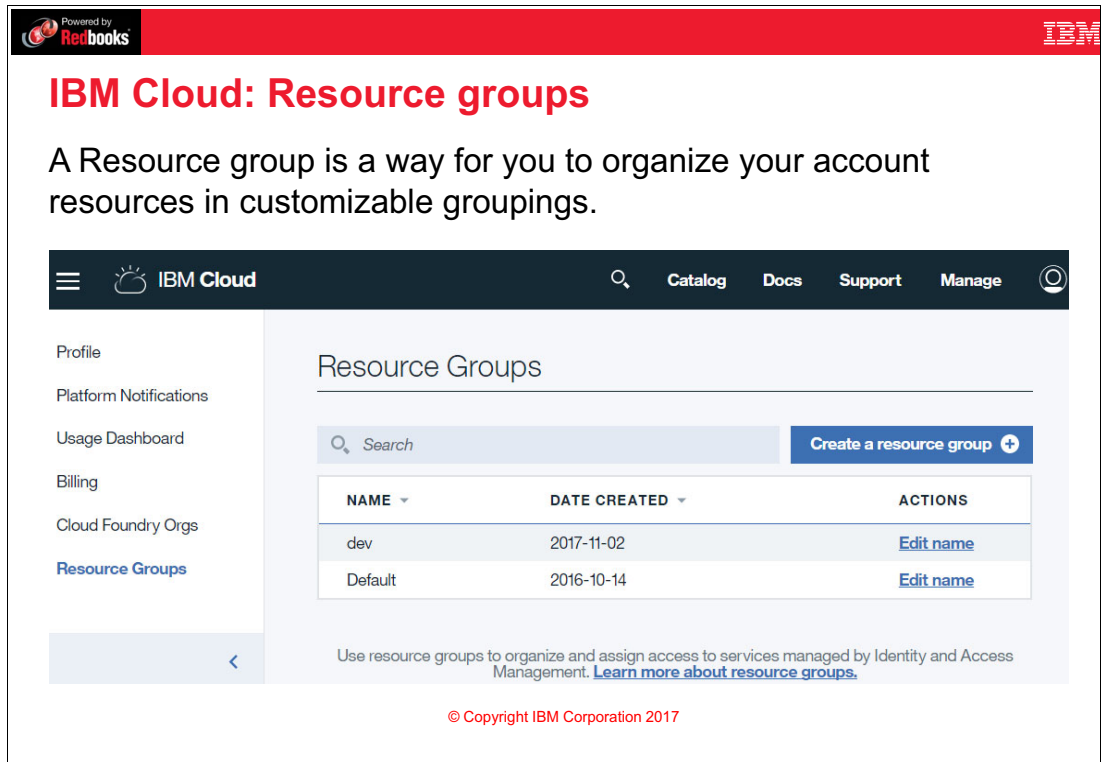 Powered by
Redbooks
IBM
IBM Cloud: Resource groups
A Resource group is a way for you to organize your account
resources in customizable groupings.
IBM Cloud
Catalog Docs Support Manage
Profile
Platform Notifications
Usage Dashboard
Billing
Cloud Foundry Orgs
Resource Groups
Resource Groups
Search
Create a resource group
NAME DATE CREATED ACTIONS
dev 2017-11-02 Edit name
Default 2016-10-14 Edit name
Use resource groups to organize and assign access to services managed by Identity and Access
Management. Learn more about resource groups.
© Copyright IBM Corporation 2017